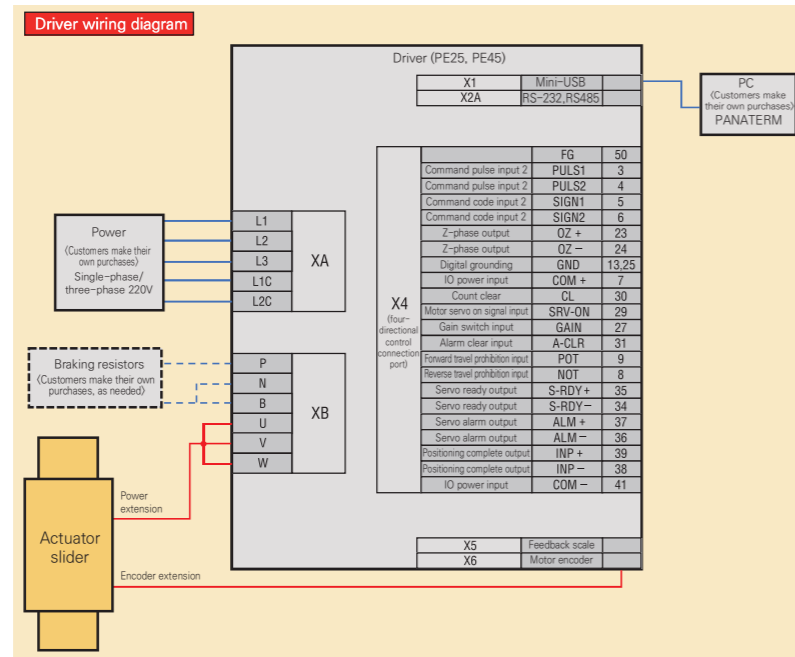 Driver wiring diagram
Driver (PE25, PE45)
X1 Mini-USB
X2A RS-232,RS485
PC
(Customers make
their own purchases)
PANATERM
X4
(four-
directional
control
connection
port)
FG 50
Command pulse input 2 PULS1 3
Command pulse input 2 PULS2 4
Command code input 2 SIGN1 5
Command code input 2 SIGN2 6
Z-phase output OZ + 23
Z-phase output OZ − 24
Digital grounding GND 13,25
IO power input COM + 7
Count clear CL 30
Motor servo on signal input SRV-ON 29
Gain switch input GAIN 27
Alarm clear input A-CLR 31
Forward travel prohibition input POT 9
Reverse travel prohibition input NOT 8
Servo ready output S-RDY+ 35
Servo ready output S-RDY− 34
Servo alarm output ALM + 37
Servo alarm output ALM − 36
Positioning complete output INP + 39
Positioning complete output INP − 38
IO power input COM − 41
Power
(Customers make their
own purchases)
Single-phase/
three-phase 220V
L1
L2
L3
L1C
L2C
XA
Braking resistors
(Customers make their own
purchases, as needed)
P
N
B
U
V
W
XB
Actuator
slider
Power
extension
Encoder extension
X5 Feedback scale
X6 Motor encoder